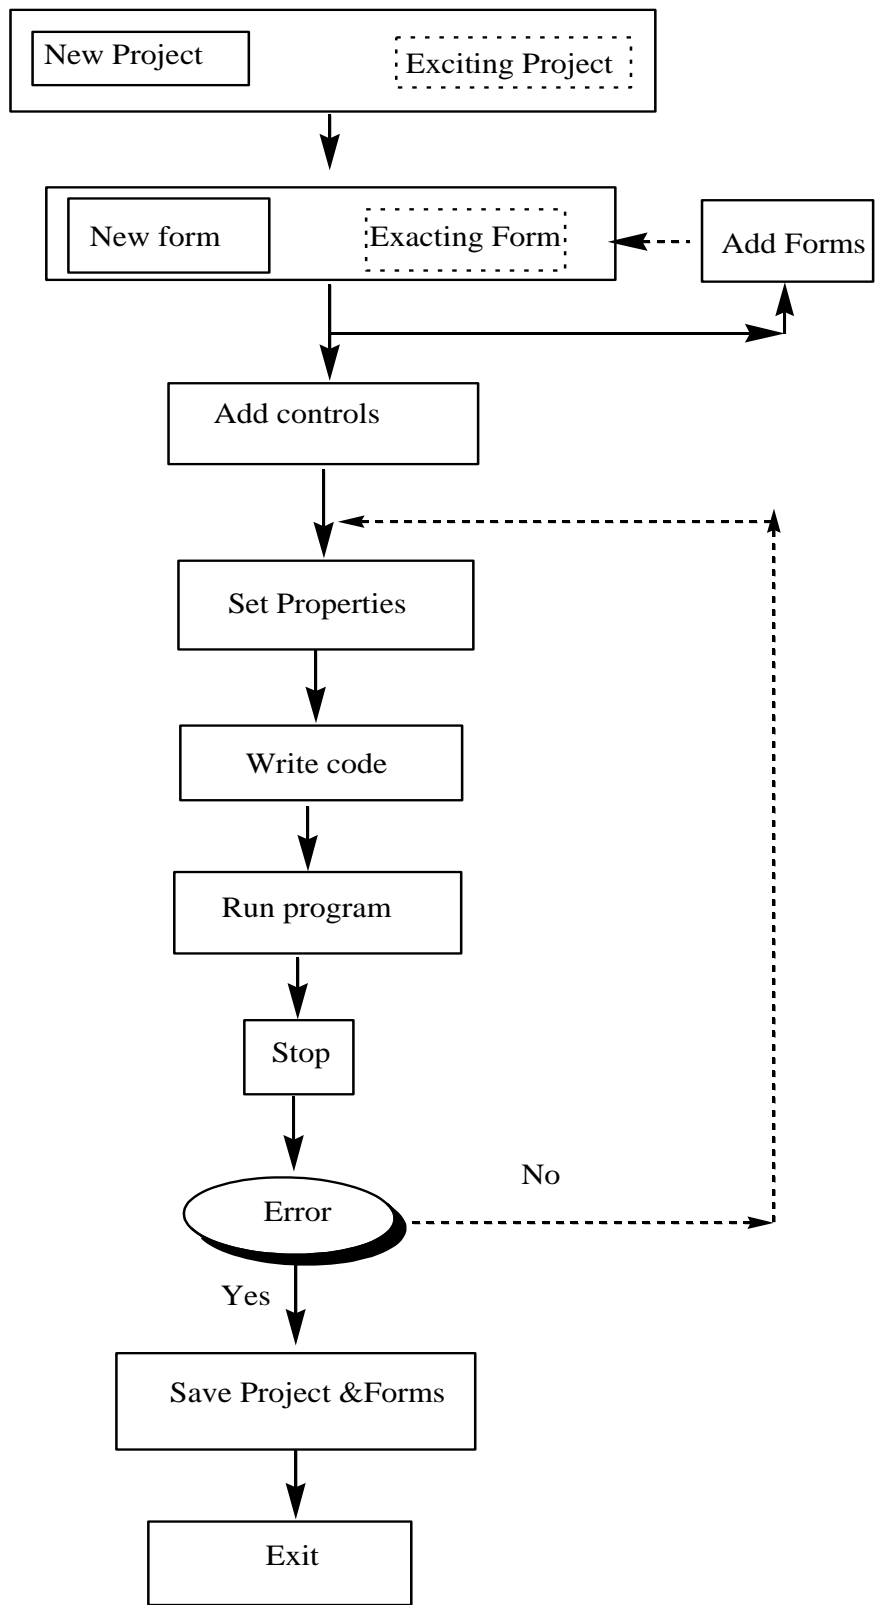 New Project
Exciting Project
New form
Exacting Form
Add Forms
Add controls
Set Properties
Write code
Run program
Stop
No
Error
Yes
Save Project &Forms
Exit